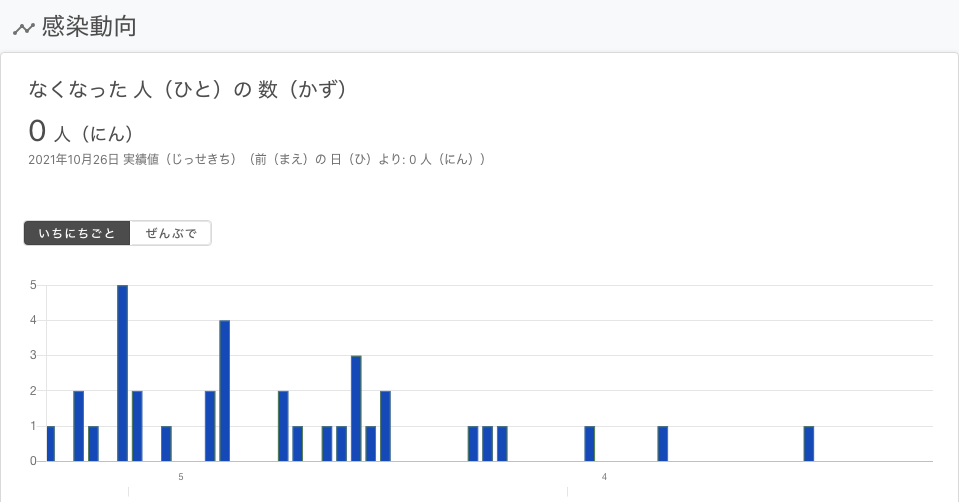 感染動向
なくなった 人（ひと）の 数（かず）
0 人（にん）
2021年10月26日 実績値（じっせきち）（前（まえ）の 日（ひ）より: 0 人（にん））
いちにちごと ぜんぶで
5
4
3
2
1
0
5 4